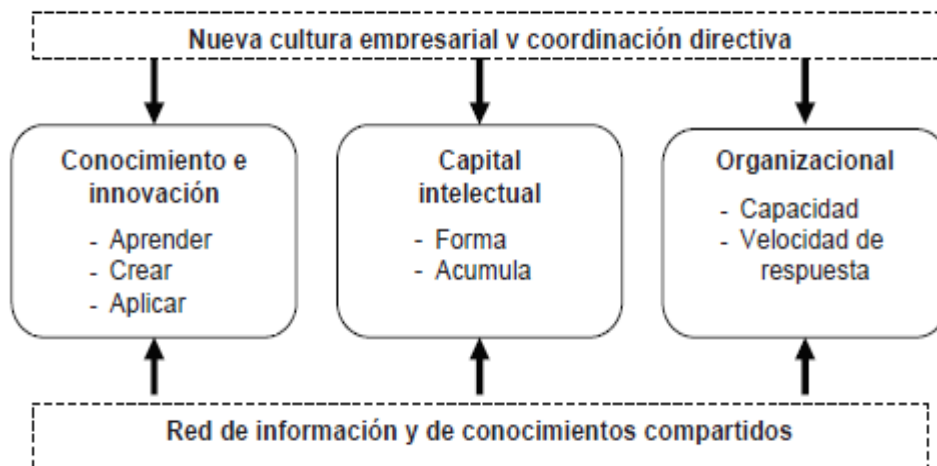 Nueva cultura empresarial y coordinación directiva
Conocimiento e
innovación
- Aprender
- Crear
- Aplicar
Capital
intelectual
- Forma
- Acumula
Organizacional
- Capacidad
- Velocidad de
respuesta
Red de información y de conocimientos compartidos